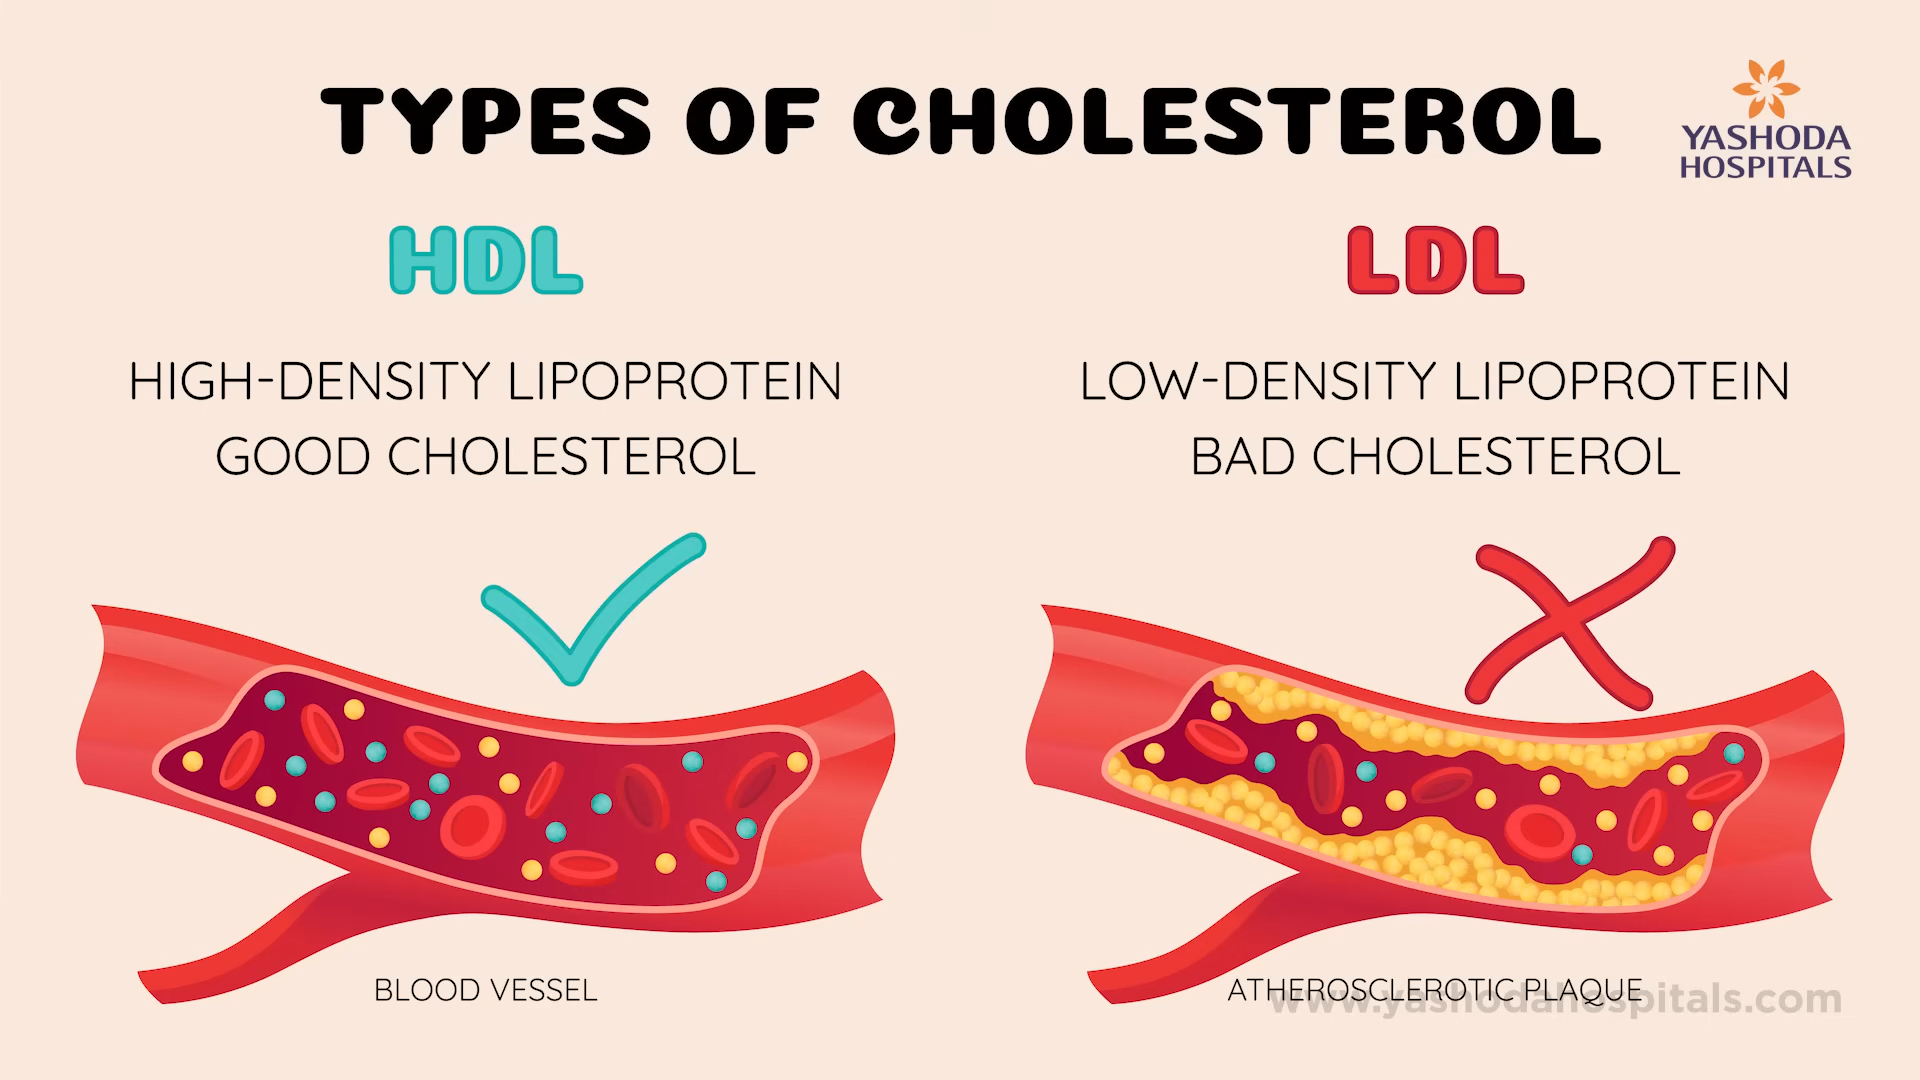 TYPES OF CHOLESTEROL
YASHODA
HOSPITALS
HDL
HIGH-DENSITY LIPOPROTEIN
GOOD CHOLESTEROL
LDL
LOW-DENSITY LIPOPROTEIN
BAD CHOLESTEROL
BLOOD VESSEL
ATHEROSCLEROTIC PLAQUE
www.yashodahospitals.com